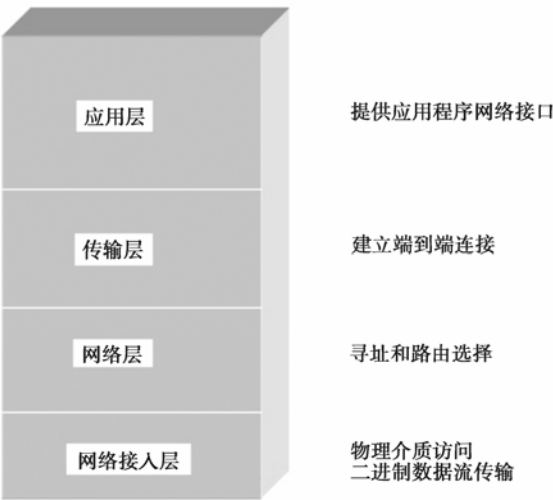 应用层
提供应用程序网络接口
传输层
建立端到端连接
网络层
寻址和路由选择
网络接入层
物理介质访问
二进制数据流传输